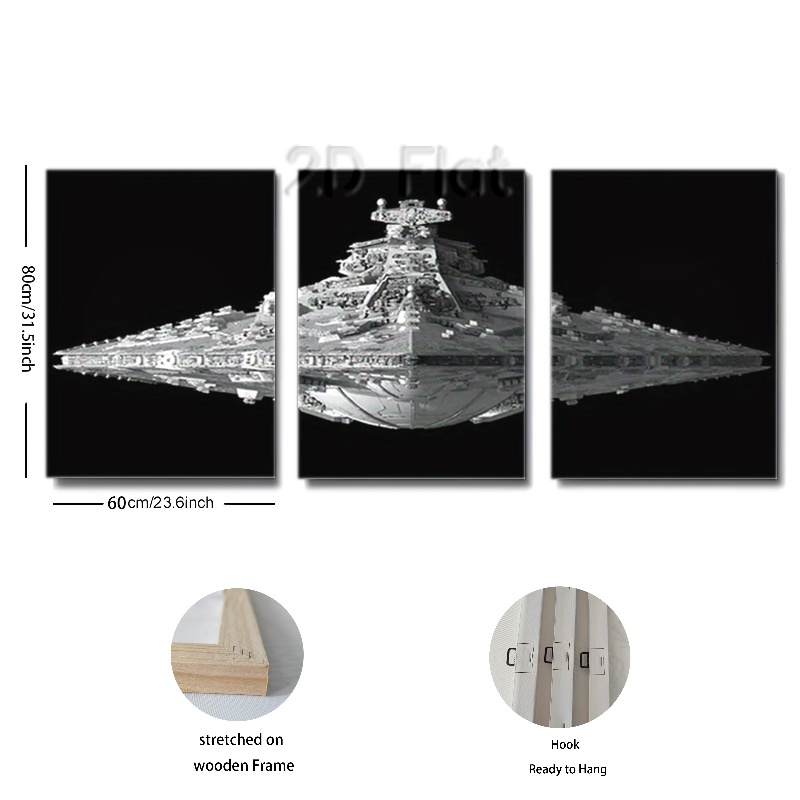 2D Flat
80cm/31.5inch
60cm/23.6inch
stretched on
wooden Frame
Hook
Ready to Hang